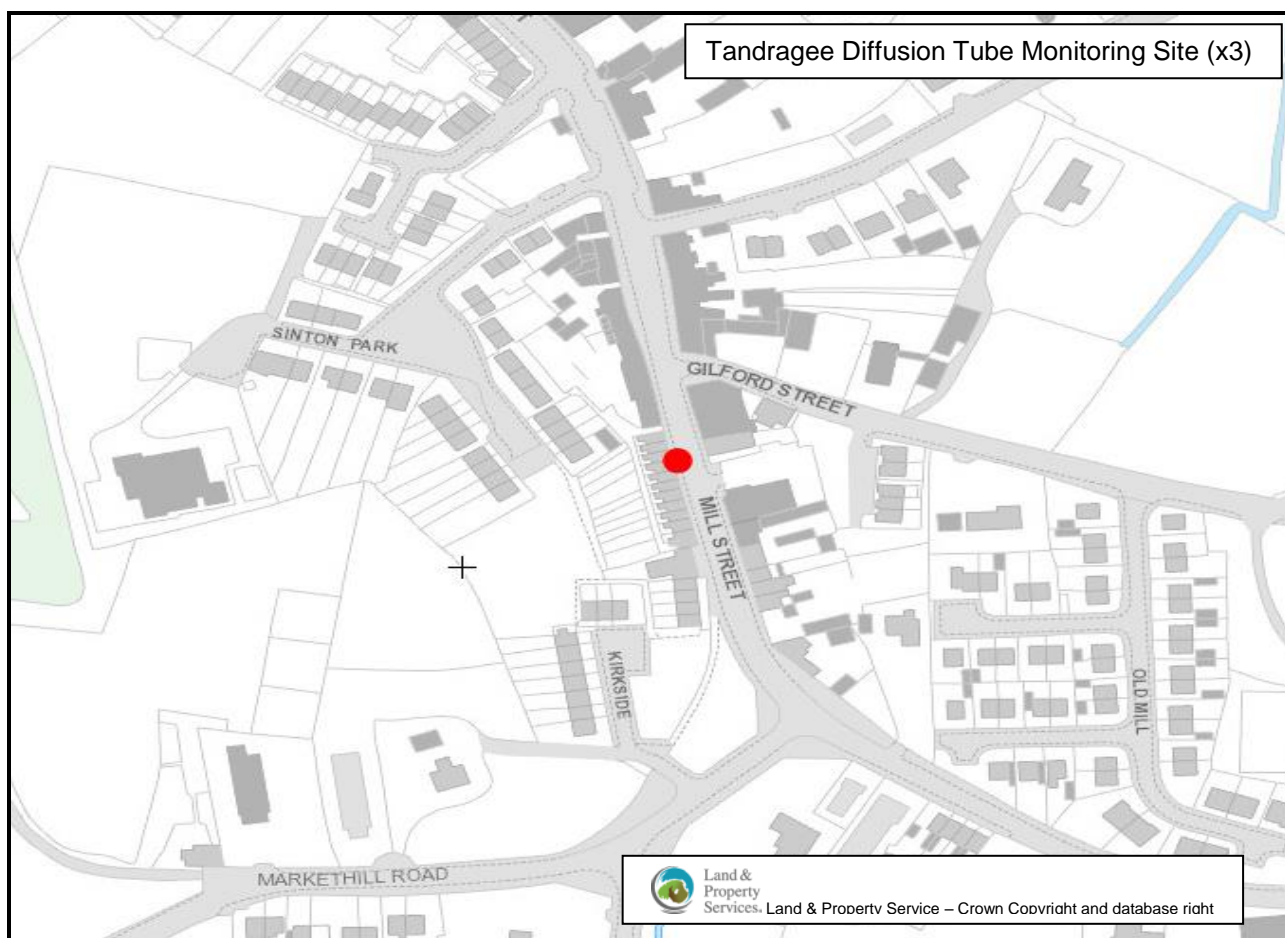 Tandragee Diffusion Tube Monitoring Site (x3)
SINTON PARK
GILFORD STREET
MILL STREET
KIRKSIDE
OLD MILL
MARKETHILL ROAD
Land &
Property
Services. Land & Property Service – Crown Copyright and database right